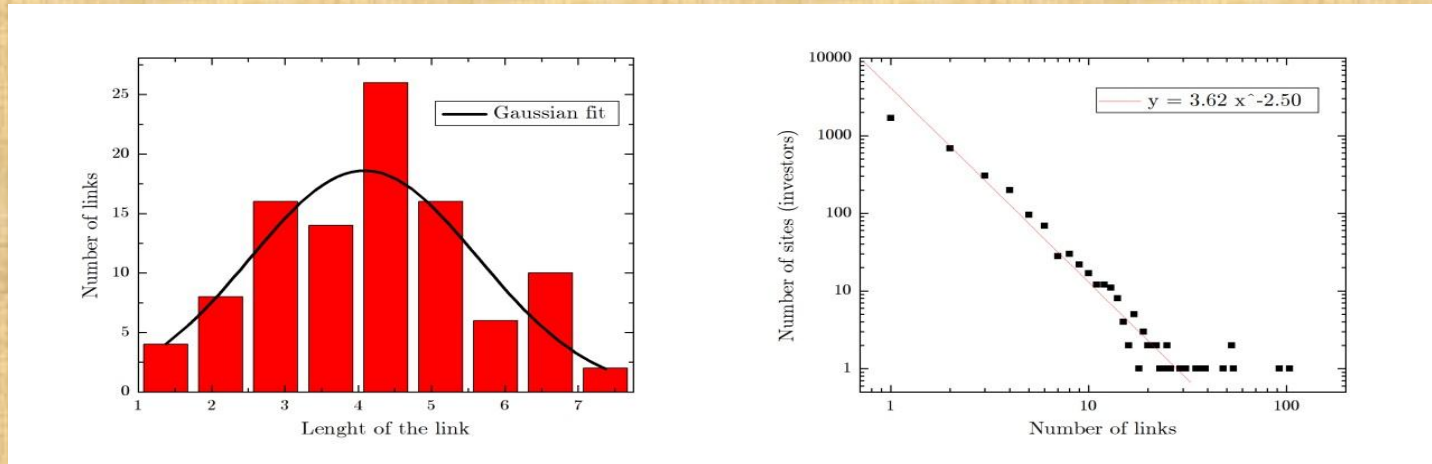 25
20
15
10
5
0
Number of links
Gaussian fit
1 2 3 4 5 6 7
Lenght of the link
10000
1000
100
10
1
Number of sites (investors)
y = 3.62 x^-2.50
1 10 100
Number of links